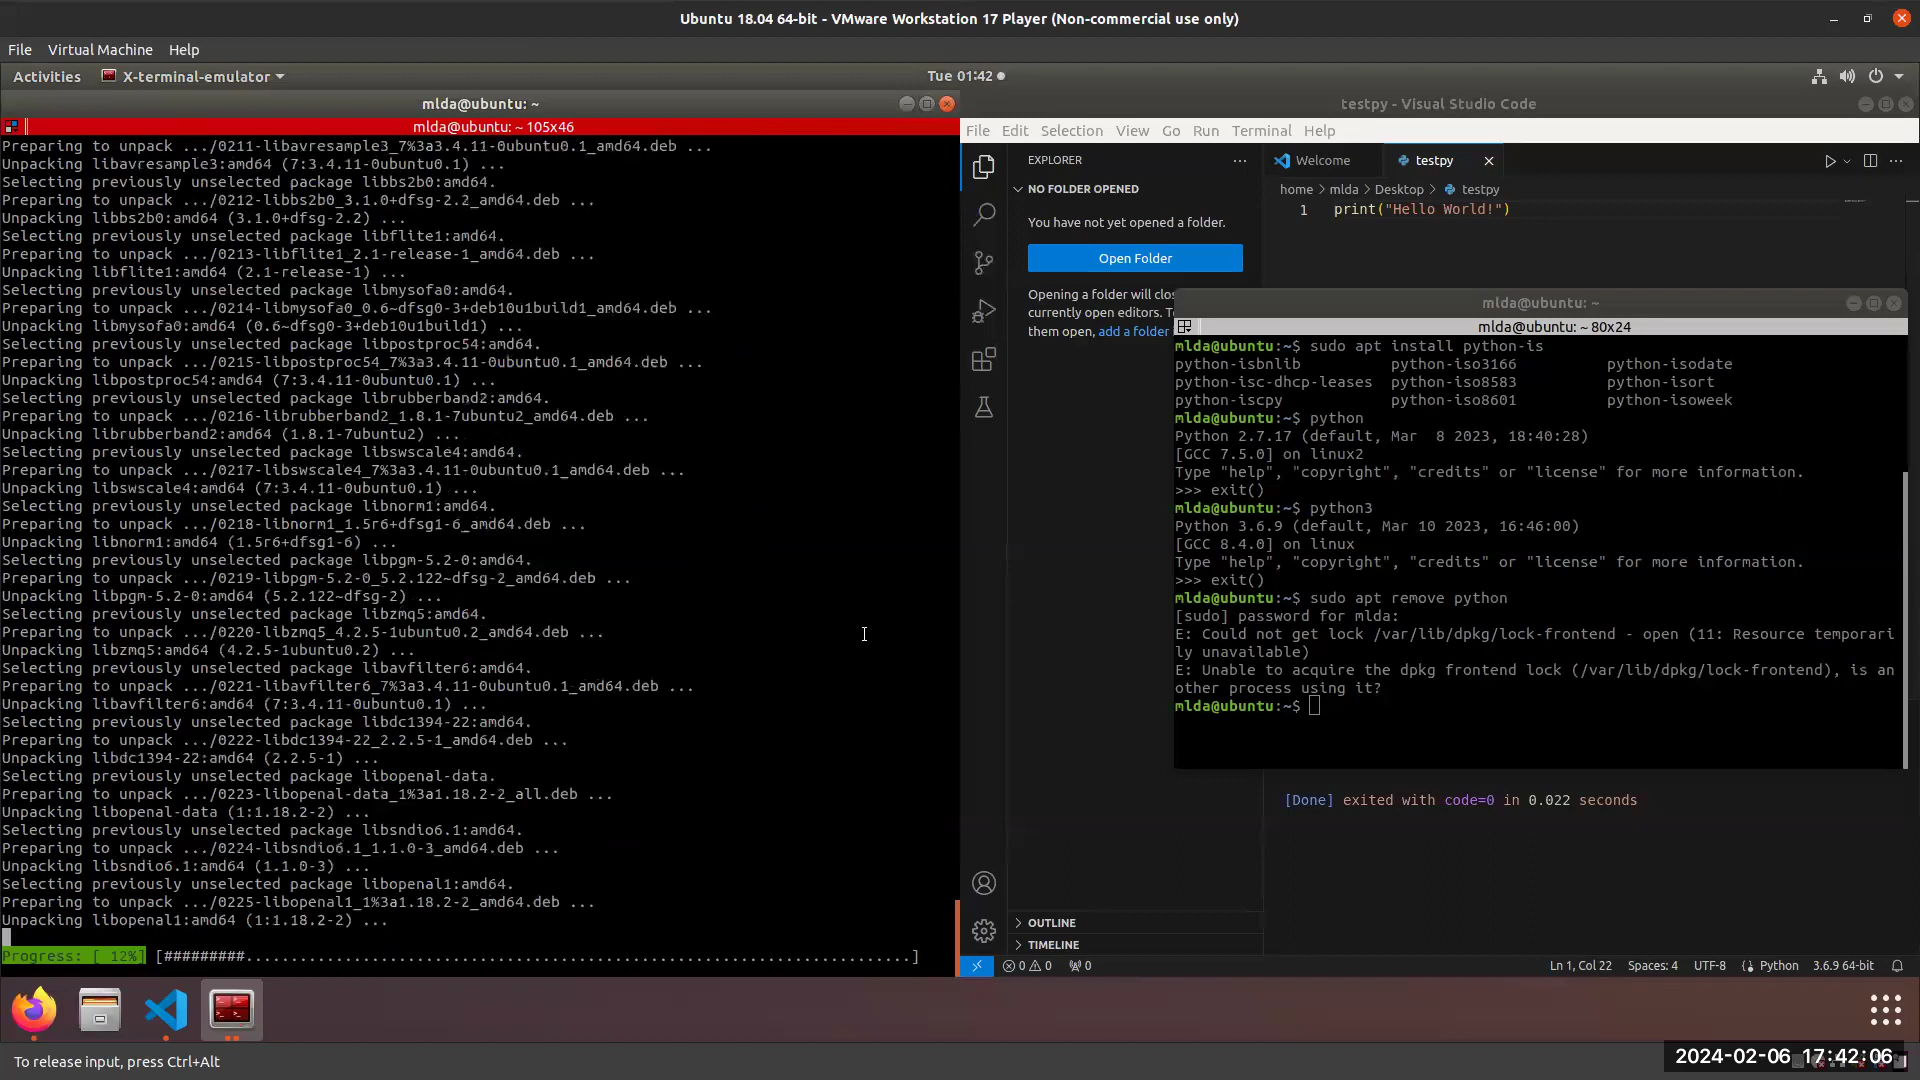 Ubuntu 18.04 64-bit - VMware Workstation 17 Player (Non-commercial use only)
File Virtual Machine Help
Activities X-terminal-emulator Tue 01:42
mlda@ubuntu: ~
mlda@ubuntu: ~ 105x46
Preparing to unpack .../0211-libavresample3_7%3a3.4.11-0ubuntu0.1_amd64.deb ...
Unpacking libavresample3:amd64 (7:3.4.11-0ubuntu0.1) ...
Selecting previously unselected package libbs2b0:amd64.
Preparing to unpack .../0212-libbs2b0_3.1.0+dfsg-2.2_amd64.deb ...
Unpacking libbs2b0:amd64 (3.1.0+dfsg-2.2) ...
Selecting previously unselected package libflite1:amd64.
Preparing to unpack .../0213-libflite1_2.1-release-1_amd64.deb ...
Unpacking libflite1:amd64 (2.1-release-1) ...
Selecting previously unselected package libmysofa0:amd64.
Preparing to unpack .../0214-libmysofa0_0.6~dfsg0-3+deb10u1build1_amd64.deb ...
Unpacking libmysofa0:amd64 (0.6~dfsg0-3+deb10u1build1) ...
Selecting previously unselected package libpostproc54:amd64.
Preparing to unpack .../0215-libpostproc54_7%3a3.4.11-0ubuntu0.1_amd64.deb ...
Unpacking libpostproc54:amd64 (7:3.4.11-0ubuntu0.1) ...
Selecting previously unselected package librubberband2:amd64.
Preparing to unpack .../0216-librubberband2_1.8.1-7ubuntu2_amd64.deb ...
Unpacking librubberband2:amd64 (1.8.1-7ubuntu2) ...
Selecting previously unselected package libswscale4:amd64.
Preparing to unpack .../0217-libswscale4_7%3a3.4.11-0ubuntu0.1_amd64.deb ...
Unpacking libswscale4:amd64 (7:3.4.11-0ubuntu0.1) ...
Selecting previously unselected package libnorm1:amd64.
Preparing to unpack .../0218-libnorm1_1.5r6+dfsg1-6_amd64.deb ...
Unpacking libnorm1:amd64 (1.5r6+dfsg1-6) ...
Selecting previously unselected package libpgm-5.2-0:amd64.
Preparing to unpack .../0219-libpgm-5.2-0_5.2.122~dfsg-2_amd64.deb ...
Unpacking libpgm-5.2-0:amd64 (5.2.122~dfsg-2) ...
Selecting previously unselected package libzmq5:amd64.
Preparing to unpack .../0220-libzmq5_4.2.5-1ubuntu0.2_amd64.deb ...
Unpacking libzmq5:amd64 (4.2.5-1ubuntu0.2) ...
Selecting previously unselected package libavfilter6:amd64.
Preparing to unpack .../0221-libavfilter6_7%3a3.4.11-0ubuntu0.1_amd64.deb ...
Unpacking libavfilter6:amd64 (7:3.4.11-0ubuntu0.1) ...
Selecting previously unselected package libdc1394-22:amd64.
Preparing to unpack .../0222-libdc1394-22_2.2.5-1_amd64.deb ...
Unpacking libdc1394-22:amd64 (2.2.5-1) ...
Selecting previously unselected package libopenal-data.
Preparing to unpack .../0223-libopenal-data_1%3a1.18.2-2_all.deb ...
Unpacking libopenal-data (1:1.18.2-2) ...
Selecting previously unselected package libsndio6.1:amd64.
Preparing to unpack .../0224-libsndio6.1_1.1.0-3_amd64.deb ...
Unpacking libsndio6.1:amd64 (1.1.0-3) ...
Selecting previously unselected package libopenal1:amd64.
Preparing to unpack .../0225-libopenal1_1%3a1.18.2-2_amd64.deb ...
Unpacking libopenal1:amd64 (1:1.18.2-2) ...
Progress: [ 12%] [#########..........................................................................]
testpy - Visual Studio Code
File Edit Selection View Go Run Terminal Help
EXPLORER ...
NO FOLDER OPENED
You have not yet opened a folder.
Open Folder
Opening a folder will clos
currently open editors. T
them open, add a folder
OUTLINE
TIMELINE
Welcome testpy
home > mlda > Desktop > testpy
1 print("Hello World!")
mlda@ubuntu: ~
mlda@ubuntu: ~ 80x24
mlda@ubuntu:~$ sudo apt install python-is
python-isbnlib python-iso3166 python-isodate
python-isc-dhcp-leases python-iso8583 python-isort
python-iscpy python-iso8601 python-isoweek
mlda@ubuntu:~$ python
Python 2.7.17 (default, Mar  8 2023, 18:40:28)
[GCC 7.5.0] on linux2
Type "help", "copyright", "credits" or "license" for more information.
>>> exit()
mlda@ubuntu:~$ python3
Python 3.6.9 (default, Mar 10 2023, 16:46:00)
[GCC 8.4.0] on linux
Type "help", "copyright", "credits" or "license" for more information.
>>> exit()
mlda@ubuntu:~$ sudo apt remove python
[sudo] password for mlda:
E: Could not get lock /var/lib/dpkg/lock-frontend - open (11: Resource temporari
ly unavailable)
E: Unable to acquire the dpkg frontend lock (/var/lib/dpkg/lock-frontend), is an
other process using it?
mlda@ubuntu:~$
[Done] exited with code=0 in 0.022 seconds
0 0 0 Ln 1, Col 22 Spaces: 4 UTF-8 Python 3.6.9 64-bit
To release input, press Ctrl+Alt
2024-02-06 17:42:06